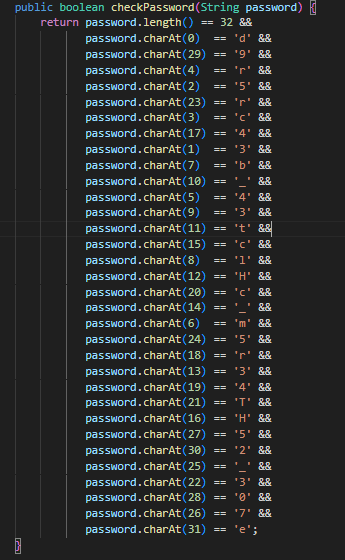 public boolean checkPassword(String password) {
return password.length() == 32 &&
password.charAt(0)  == 'd' &&
password.charAt(29) == '9' &&
password.charAt(4)  == 'r' &&
password.charAt(2)  == '5' &&
password.charAt(23) == 'r' &&
password.charAt(3)  == 'c' &&
password.charAt(17) == '4' &&
password.charAt(1)  == '3' &&
password.charAt(7)  == 'b' &&
password.charAt(10) == '_' &&
password.charAt(5)  == '4' &&
password.charAt(9)  == '3' &&
password.charAt(11) == 't' &&
password.charAt(15) == 'c' &&
password.charAt(8)  == 'l' &&
password.charAt(12) == 'H' &&
password.charAt(20) == 'c' &&
password.charAt(14) == '_' &&
password.charAt(6)  == 'm' &&
password.charAt(24) == '5' &&
password.charAt(18) == 'r' &&
password.charAt(13) == '3' &&
password.charAt(19) == '4' &&
password.charAt(21) == 'T' &&
password.charAt(16) == 'H' &&
password.charAt(27) == '5' &&
password.charAt(30) == '2' &&
password.charAt(25) == '_' &&
password.charAt(22) == '3' &&
password.charAt(28) == '0' &&
password.charAt(26) == '7' &&
password.charAt(31) == 'e';
}